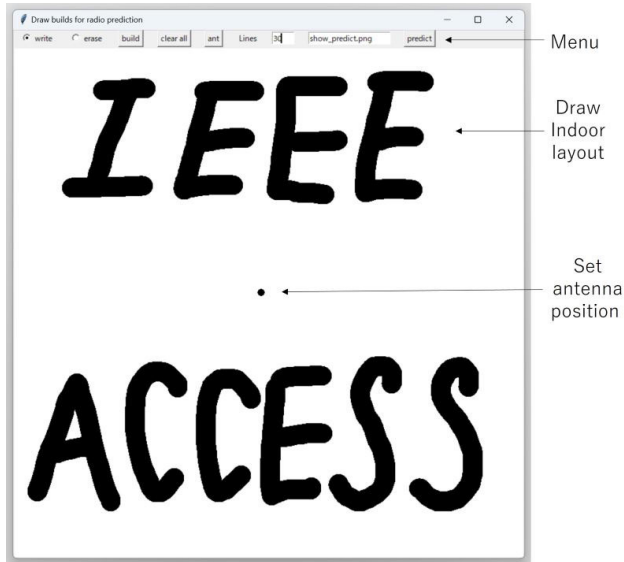 Draw builds for radio prediction
write erase build clear all ant Lines 30 show_predict.png predict
Menu
IEEE
Draw
Indoor
layout
Set
antenna
position
ACCESS